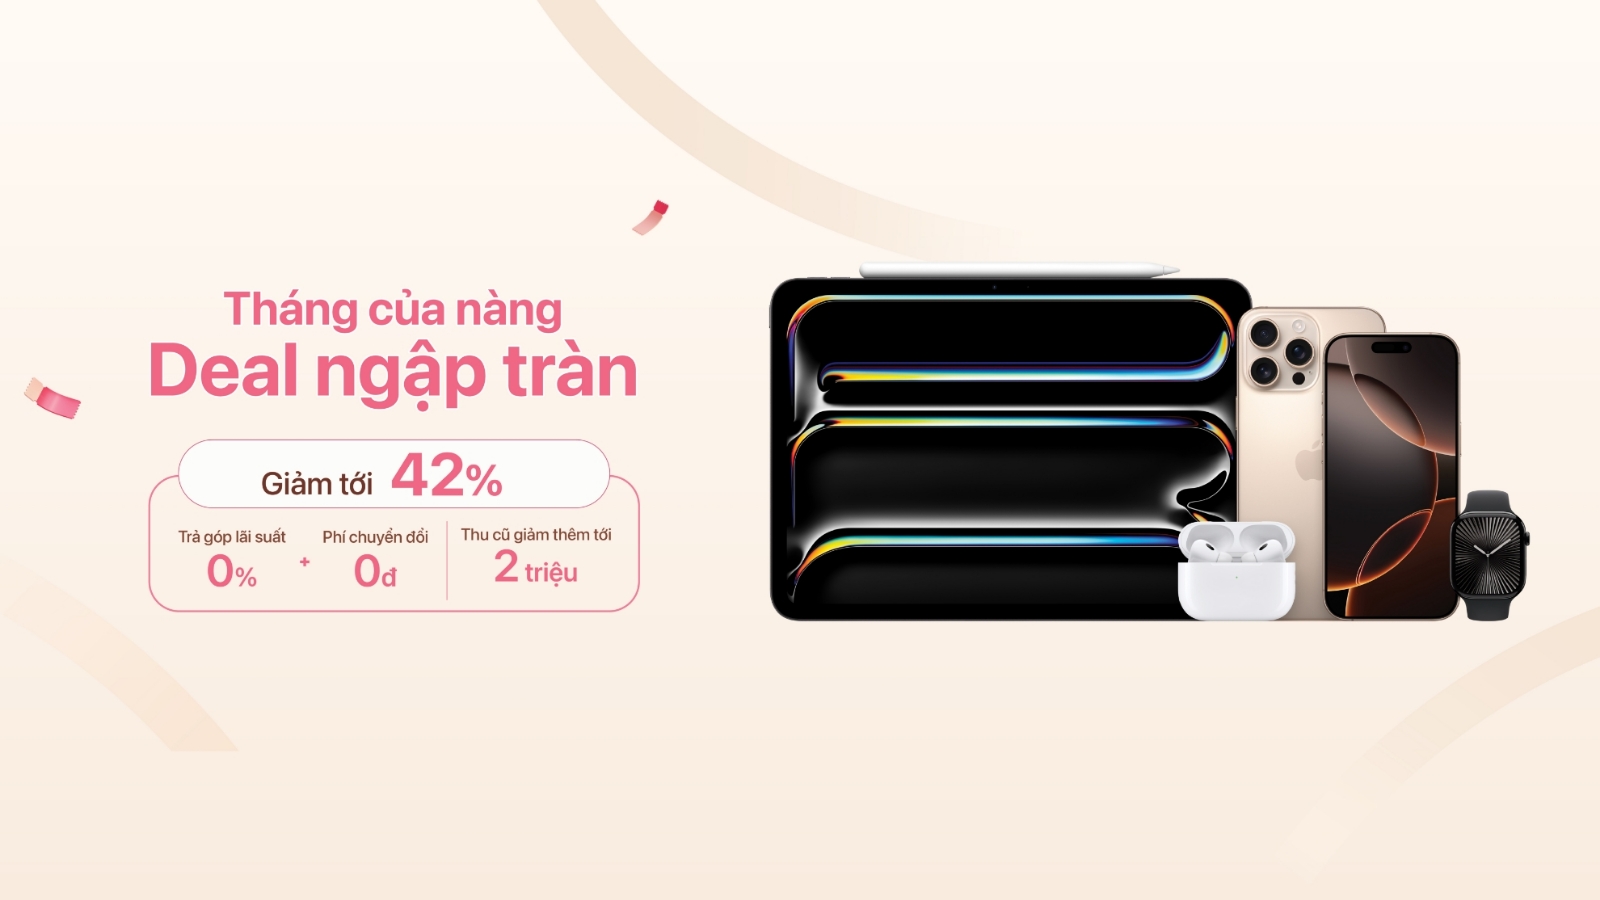 Tháng của nàng
Deal ngập tràn
Giảm tới 42%
Trả góp lãi suất
0%
+
Phí chuyển đổi
0đ
Thu cũ giảm thêm tới
2 triệu